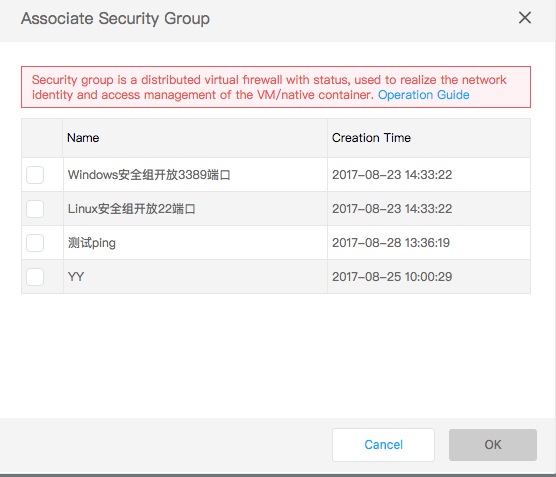 Associate Security Group
Security group is a distributed virtual firewall with status, used to realize the network
identity and access management of the VM/native container. Operation Guide
Name Creation Time
Windows安全组开放3389端口 2017-08-23 14:33:22
Linux安全组开放22端口 2017-08-23 14:33:22
测试ping 2017-08-28 13:36:19
YY 2017-08-25 10:00:29
Cancel OK